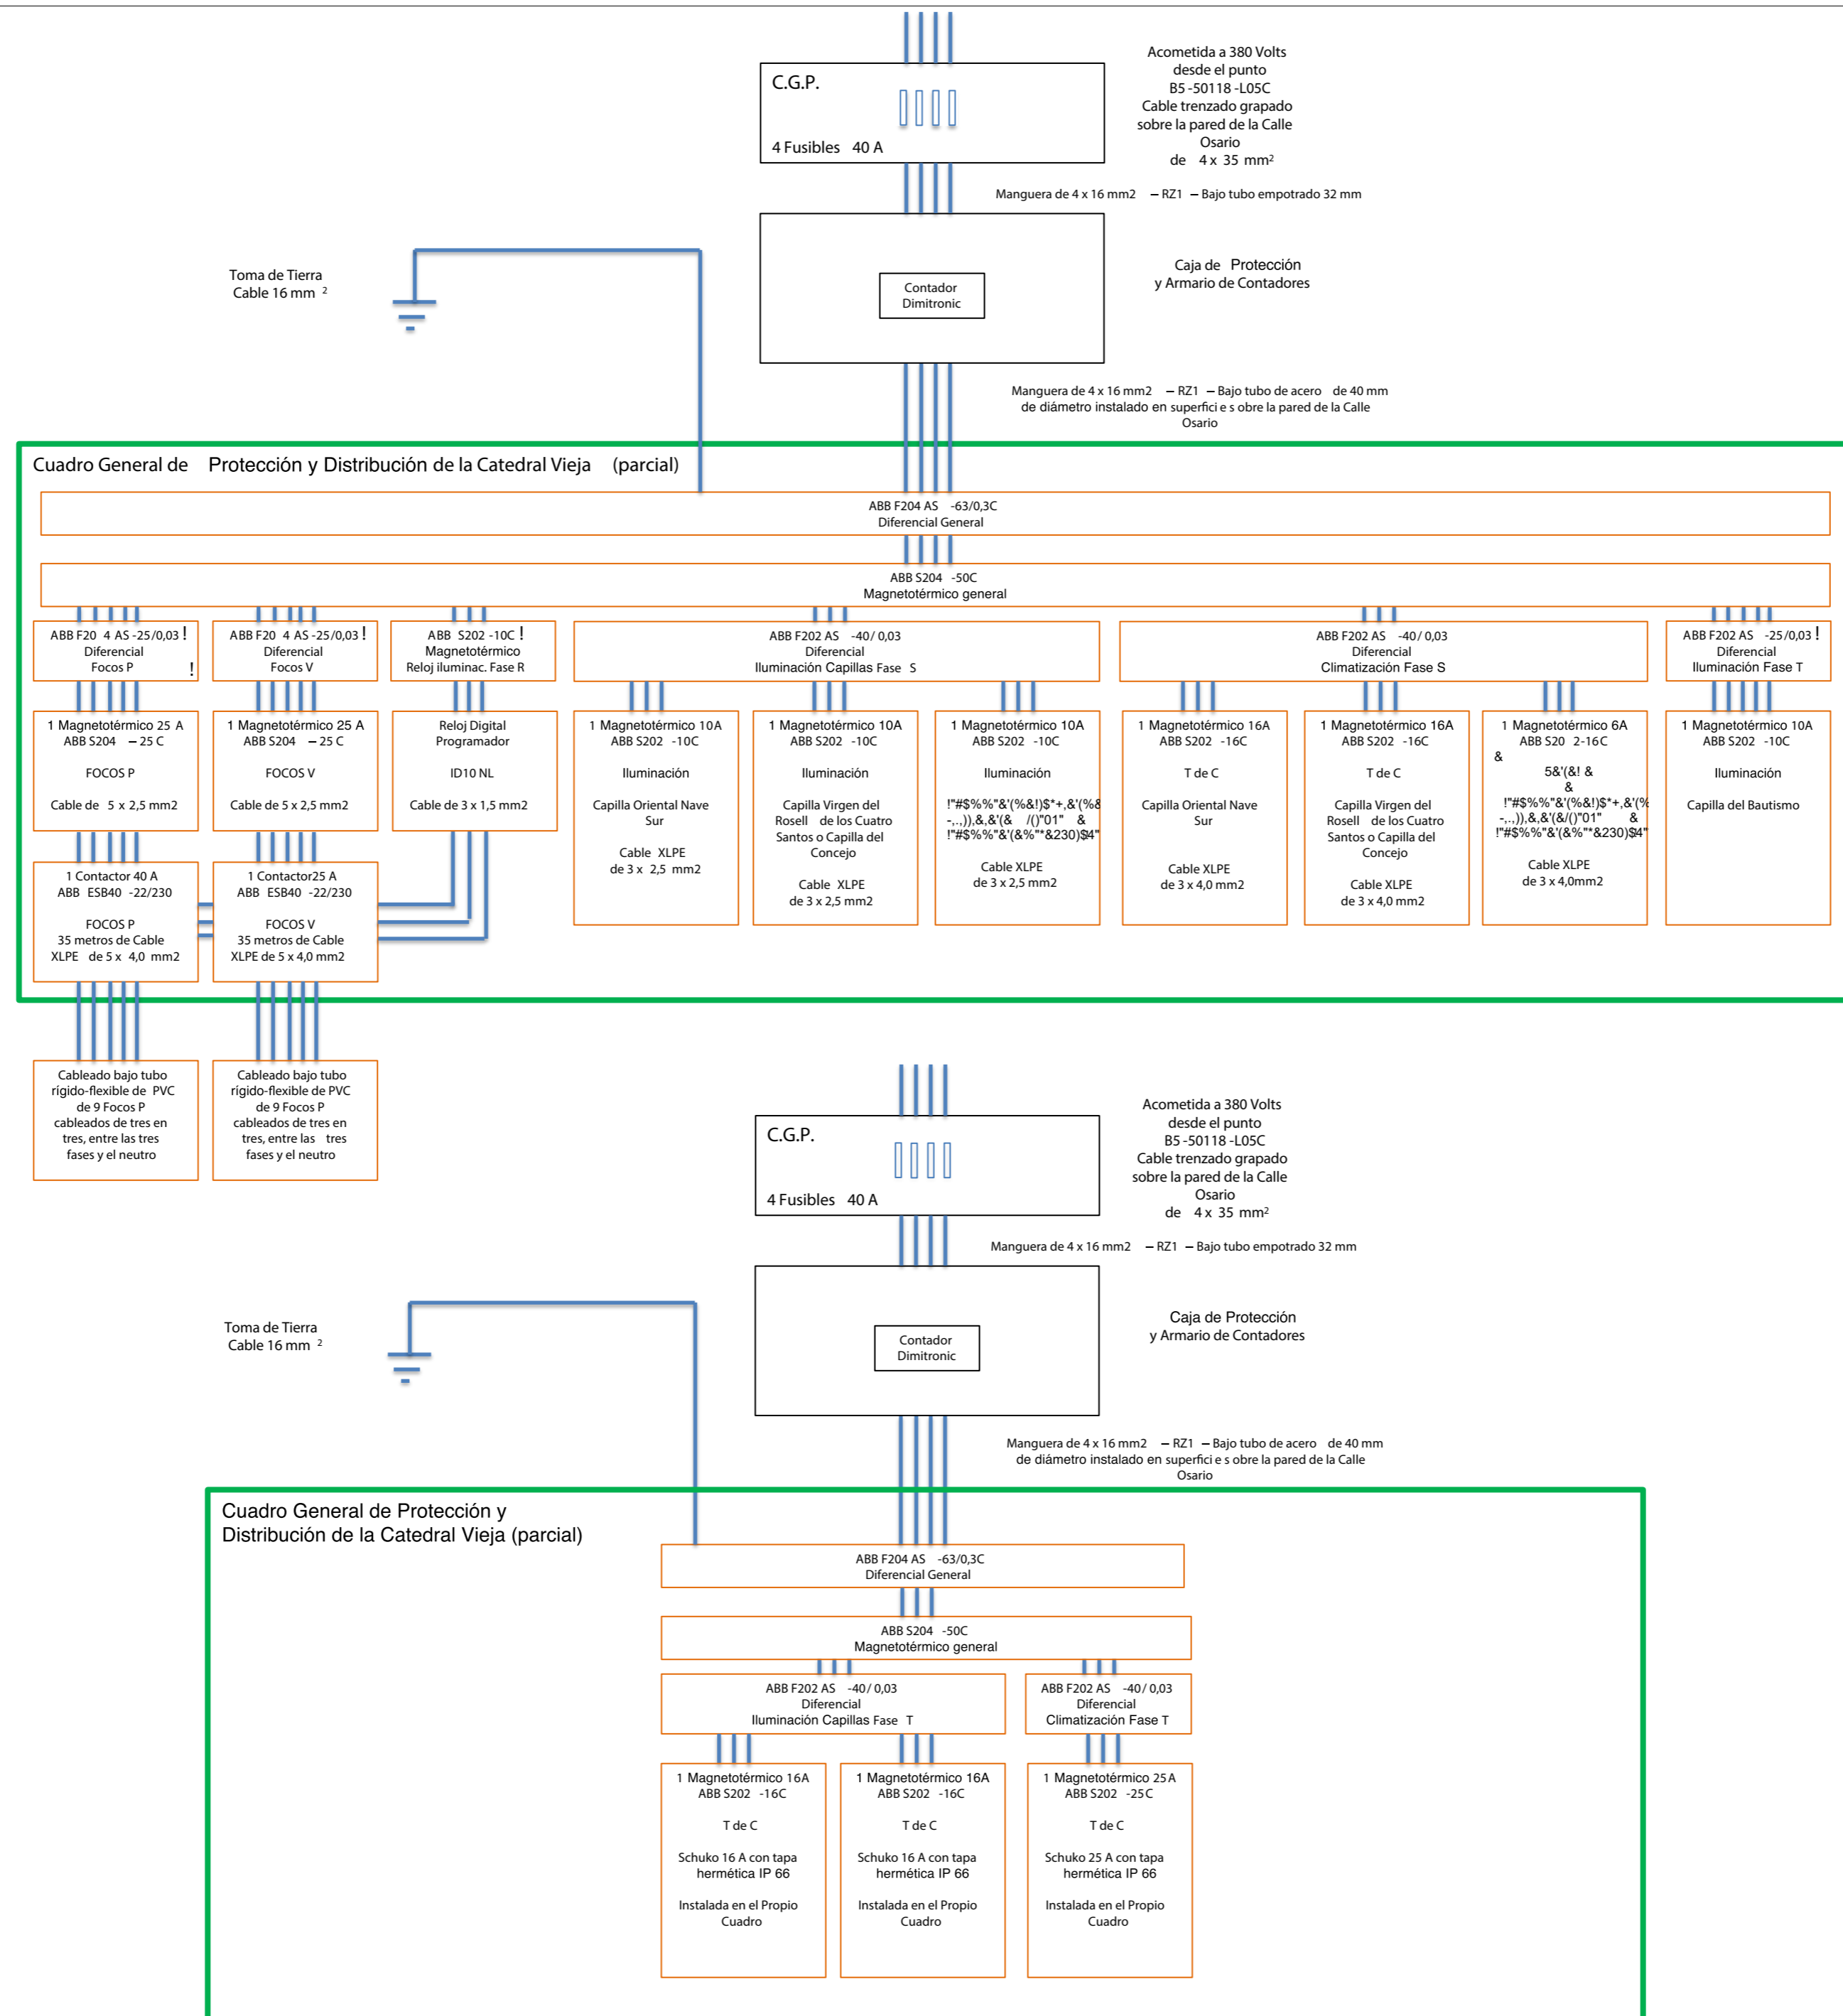 C.G.P.
4 Fusibles 40 A
Acometida a 380 Volts
desde el punto
B5 -50118 -L05C
Cable trenzado grapado
sobre la pared de la Calle
Osario
de 4 x 35 mm²
Manguera de 4 x 16 mm2 – RZ1 – Bajo tubo empotrado 32 mm
Toma de Tierra
Cable 16 mm ²
Contador
Dimitronic
Caja de Protección
y Armario de Contadores
Manguera de 4 x 16 mm2 – RZ1 – Bajo tubo de acero de 40 mm
de diámetro instalado en superfici e s obre la pared de la Calle
Osario
Cuadro General de Protección y Distribución de la Catedral Vieja (parcial)
ABB F204 AS -63/0,3C
Diferencial General
ABB S204 -50C
Magnetotérmico general
ABB F20 4 AS -25/0,03 !
Diferencial
Focos P
!
ABB F20 4 AS -25/0,03 !
Diferencial
Focos V
ABB S202 -10C !
Magnetotérmico
Reloj iluminac. Fase R
ABB F202 AS -40/ 0,03
Diferencial
Iluminación Capillas Fase S
ABB F202 AS -40/ 0,03
Diferencial
Climatización Fase S
ABB F202 AS -25/0,03 !
Diferencial
Iluminación Fase T
1 Magnetotérmico 25 A
ABB S204 – 25 C
FOCOS P
Cable de 5 x 2,5 mm2
1 Magnetotérmico 25 A
ABB S204 – 25 C
FOCOS V
Cable de 5 x 2,5 mm2
Reloj Digital
Programador
ID10 NL
Cable de 3 x 1,5 mm2
1 Magnetotérmico 10A
ABB S202 -10C
Iluminación
Capilla Oriental Nave
Sur
Cable XLPE
de 3 x 2,5 mm2
1 Magnetotérmico 10A
ABB S202 -10C
Iluminación
Capilla Virgen del
Rosell de los Cuatro
Santos o Capilla del
Concejo
Cable XLPE
de 3 x 2,5 mm2
1 Magnetotérmico 10A
ABB S202 -10C
Iluminación
!"#$%%"&'(%&!)$*+,&'(%&
-,.,)),&,&'(& /()"01" &
!"#$%%"&'(&%"*&230)$4"
Cable XLPE
de 3 x 2,5 mm2
1 Magnetotérmico 16A
ABB S202 -16C
T de C
Capilla Oriental Nave
Sur
Cable XLPE
de 3 x 4,0 mm2
1 Magnetotérmico 16A
ABB S202 -16C
T de C
Capilla Virgen del
Rosell de los Cuatro
Santos o Capilla del
Concejo
Cable XLPE
de 3 x 4,0 mm2
1 Magnetotérmico 6A
ABB S20 2-16 C
&
5&'(&! &
&
!"#$%%"&'(%&!)$*+,&'(%
-,.,)),&,&'(&/()"01" &
!"#$%%"&'(&%"*&230)$4"
Cable XLPE
de 3 x 4,0mm2
1 Magnetotérmico 10A
ABB S202 -10C
Iluminación
Capilla del Bautismo
1 Contactor 40 A
ABB ESB40 -22/230
FOCOS P
35 metros de Cable
XLPE de 5 x 4,0 mm2
1 Contactor25 A
ABB ESB40 -22/230
FOCOS V
35 metros de Cable
XLPE de 5 x 4,0 mm2
Cableado bajo tubo
rígido-flexible de PVC
de 9 Focos P
cableados de tres en
tres, entre las tres
fases y el neutro
Cableado bajo tubo
rígido-flexible de PVC
de 9 Focos P
cableados de tres en
tres, entre las tres
fases y el neutro
C.G.P.
4 Fusibles 40 A
Acometida a 380 Volts
desde el punto
B5 -50118 -L05C
Cable trenzado grapado
sobre la pared de la Calle
Osario
de 4 x 35 mm²
Manguera de 4 x 16 mm2 – RZ1 – Bajo tubo empotrado 32 mm
Toma de Tierra
Cable 16 mm ²
Contador
Dimitronic
Caja de Protección
y Armario de Contadores
Manguera de 4 x 16 mm2 – RZ1 – Bajo tubo de acero de 40 mm
de diámetro instalado en superfici e s obre la pared de la Calle
Osario
Cuadro General de Protección y
Distribución de la Catedral Vieja (parcial)
ABB F204 AS -63/0,3C
Diferencial General
ABB S204 -50C
Magnetotérmico general
ABB F202 AS -40/ 0,03
Diferencial
Iluminación Capillas Fase T
ABB F202 AS -40/ 0,03
Diferencial
Climatización Fase T
1 Magnetotérmico 16A
ABB S202 -16C
T de C
Schuko 16 A con tapa
hermética IP 66
Instalada en el Propio
Cuadro
1 Magnetotérmico 16A
ABB S202 -16C
T de C
Schuko 16 A con tapa
hermética IP 66
Instalada en el Propio
Cuadro
1 Magnetotérmico 25A
ABB S202 -25C
T de C
Schuko 25 A con tapa
hermética IP 66
Instalada en el Propio
Cuadro